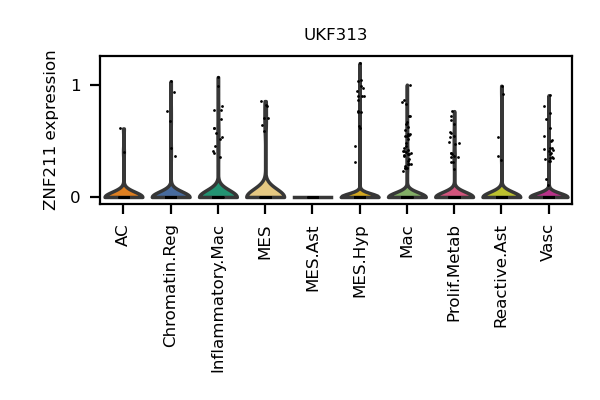 UKF313
ZNF211 expression
1
0
AC
Chromatin.Reg
Inflammatory.Mac
MES
MES.Ast
MES.Hyp
Mac
Prolif.Metab
Reactive.Ast
Vasc